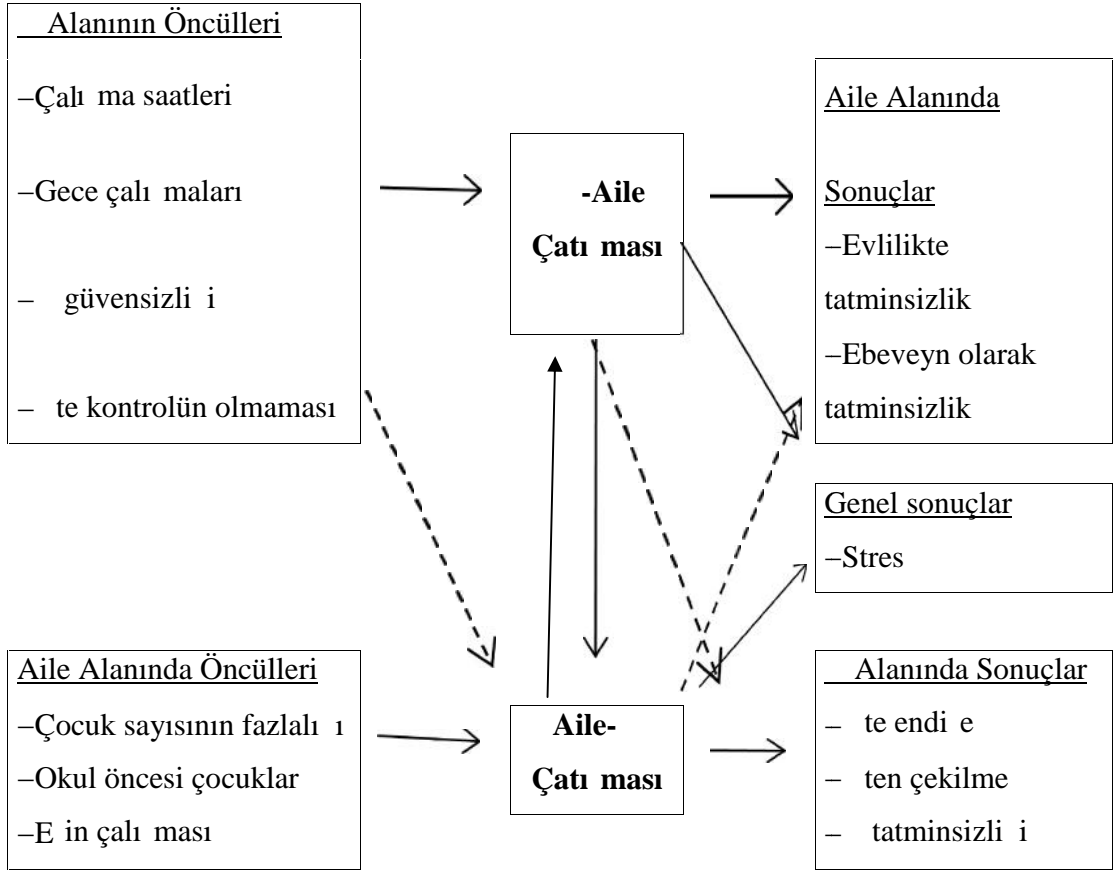 Alanının Öncülleri
–Çalı ması saatleri
–Gece çalı maları
– güvensizli i
– te kontrolün olmaması
-Aile
Çatı ması
Aile Alanında
Sonuçlar
–Evlilikte
tatminsizlik
–Ebeveyn olarak
tatminsizlik
Genel sonuçlar
–Stres
Aile Alanında Öncülleri
–Çocuk sayısının fazlalı ı
–Okul öncesi çocuklar
–E in çalı ması
Aile-
Çatı ması
Alanında Sonuçlar
– te endi e
– ten çekilme
– tatminsizli i